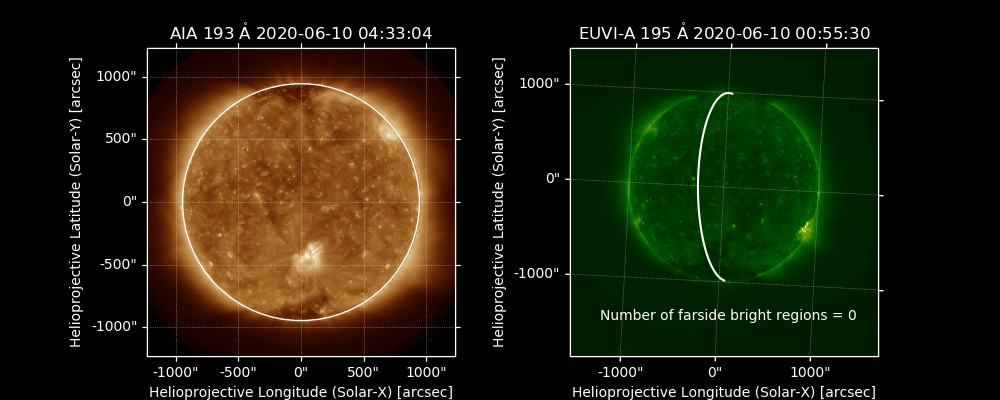 AIA 193 Å 2020-06-10 04:33:04
Helioprojective Latitude (Solar-Y) [arcsec]
1000"
500"
0"
-500"
-1000"
-1000" -500" 0" 500" 1000"
Helioprojective Longitude (Solar-X) [arcsec]
EUVI-A 195 Å 2020-06-10 00:55:30
Helioprojective Latitude (Solar-Y) [arcsec]
1000"
0"
-1000"
Number of farside bright regions = 0
-1000" 0" 1000"
Helioprojective Longitude (Solar-X) [arcsec]